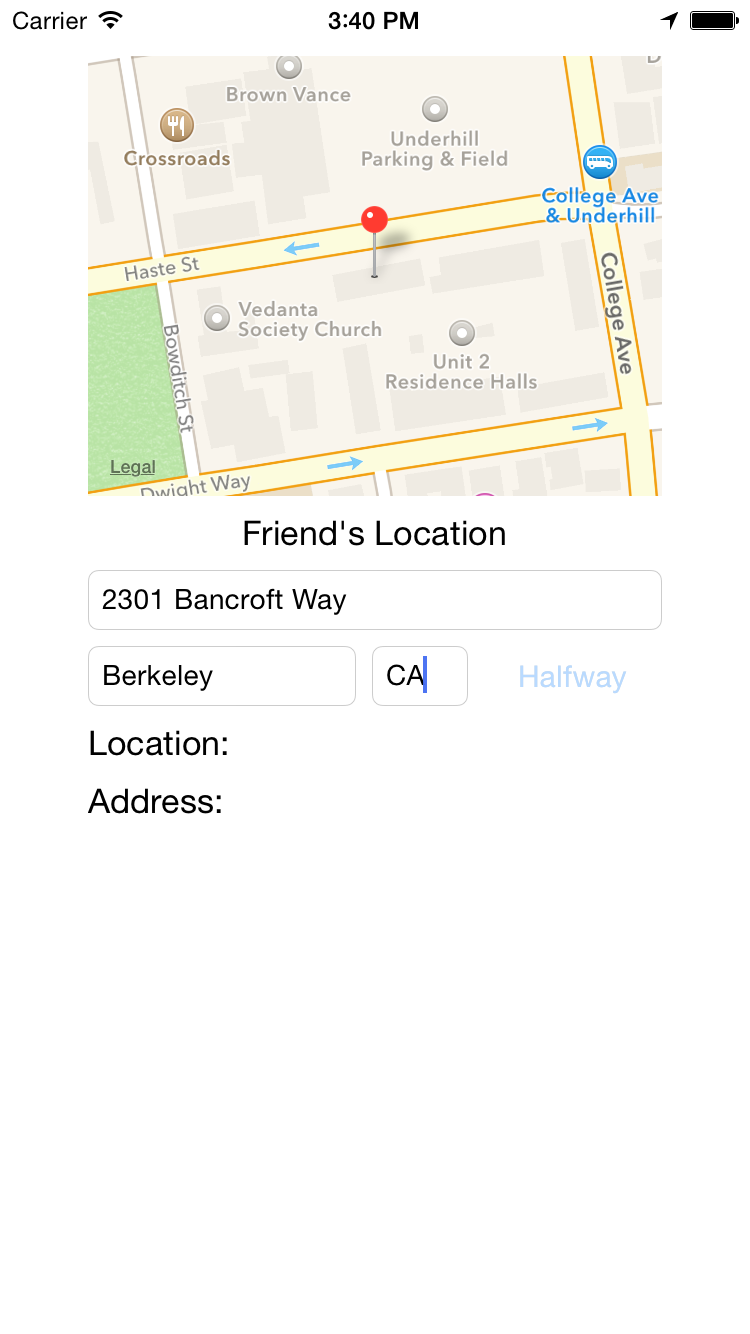 Carrier 3:40 PM
D
Brown Vance
Crossroads
Underhill
Parking & Field
College Ave
& Underhill
Haste St
College Ave
Vedanta
Society Church
Bowditch St
Unit 2
Residence Halls
Legal
Dwight Way
Friend's Location
2301 Bancroft Way
Berkeley CA Halfway
Location:
Address: